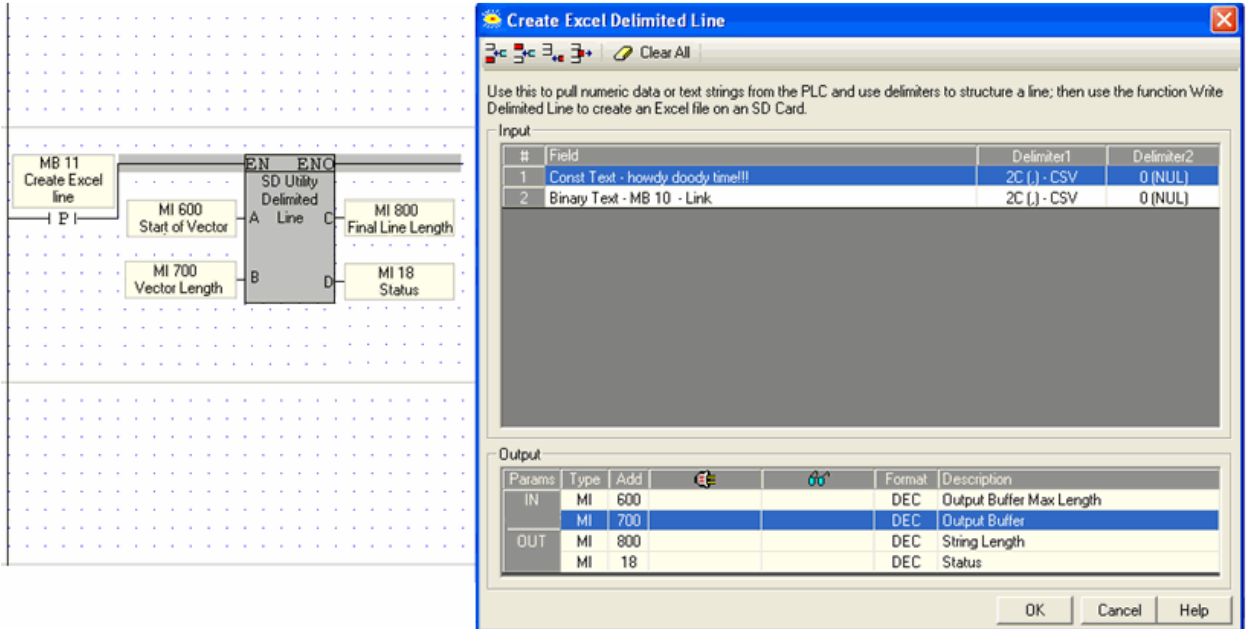 MB 11
Create Excel
line
P
EN ENO
SD Utility
Delimited
Line
A
B
C
D
MI 600
Start of Vector
MI 700
Vector Length
MI 800
Final Line Length
MI 18
Status
Create Excel Delimited Line
Clear All
Use this to pull numeric data or text strings from the PLC and use delimiters to structure a line; then use the function Write
Delimited Line to create an Excel file on an SD Card.
Input
# Field Delimiter1 Delimiter2
1 Const Text - howdy doody time!!! 2C (,) - CSV 0 (NUL)
2 Binary Text - MB 10 - Link 2C (,) - CSV 0 (NUL)
Output
Params Type Add Format Description
IN MI 600 DEC Output Buffer Max Length
MI 700 DEC Output Buffer
OUT MI 800 DEC String Length
MI 18 DEC Status
OK Cancel Help